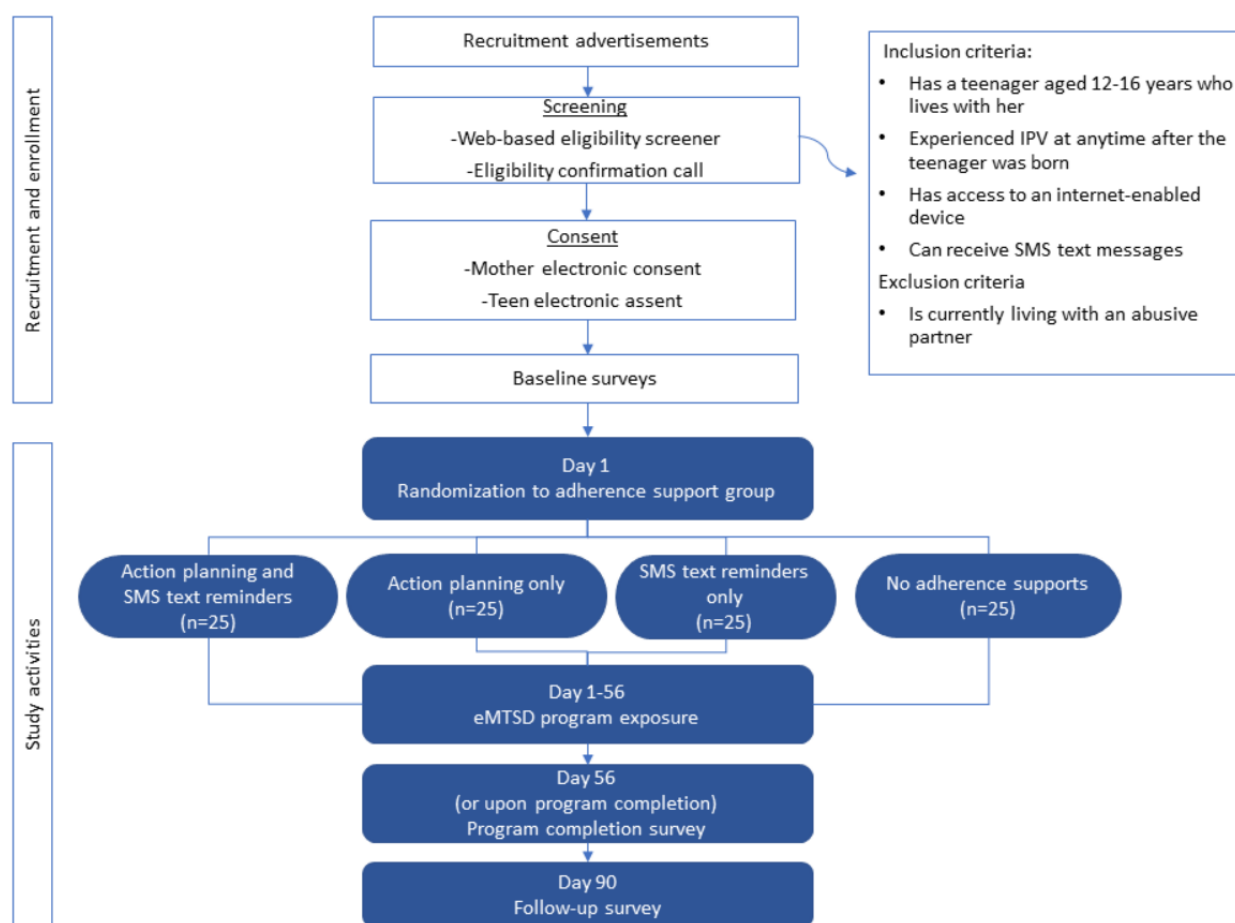 Recruitment and enrollment
Recruitment advertisements
Screening
-Web-based eligibility screener
-Eligibility confirmation call
Inclusion criteria:
• Has a teenager aged 12-16 years who
lives with her
• Experienced IPV at anytime after the
teenager was born
• Has access to an internet-enabled
device
• Can receive SMS text messages
Exclusion criteria
• Is currently living with an abusive
partner
Consent
-Mother electronic consent
-Teen electronic assent
Baseline surveys
Study activities
Day 1
Randomization to adherence support group
Action planning and
SMS text reminders
(n=25)
Action planning only
(n=25)
SMS text reminders
only
(n=25)
No adherence supports
(n=25)
Day 1-56
eMTSD program exposure
Day 56
(or upon program completion)
Program completion survey
Day 90
Follow-up survey